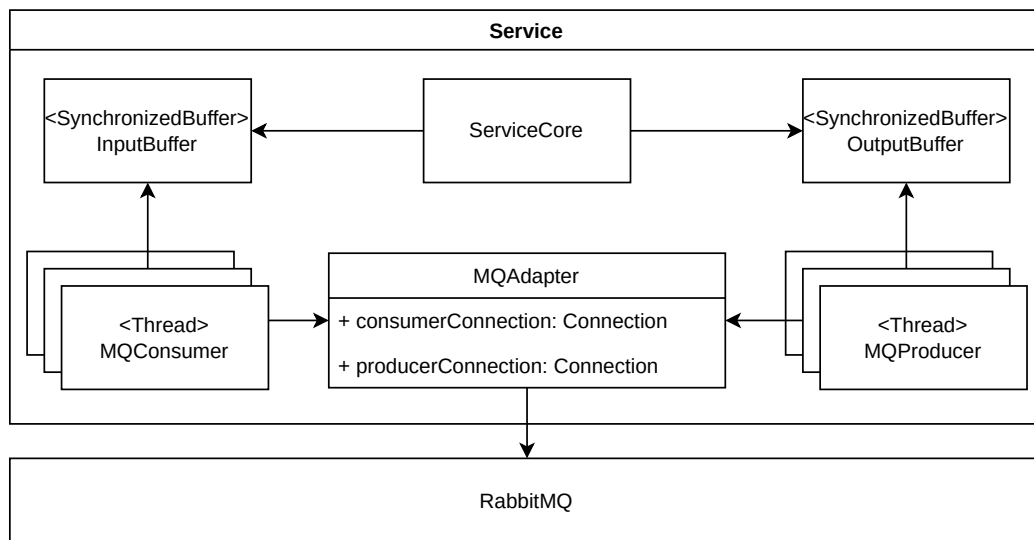 Service
<SynchronizedBuffer>
InputBuffer
ServiceCore
<SynchronizedBuffer>
OutputBuffer
MQAdapter
+ consumerConnection: Connection
+ producerConnection: Connection
<Thread>
MQConsumer
<Thread>
MQProducer
RabbitMQ